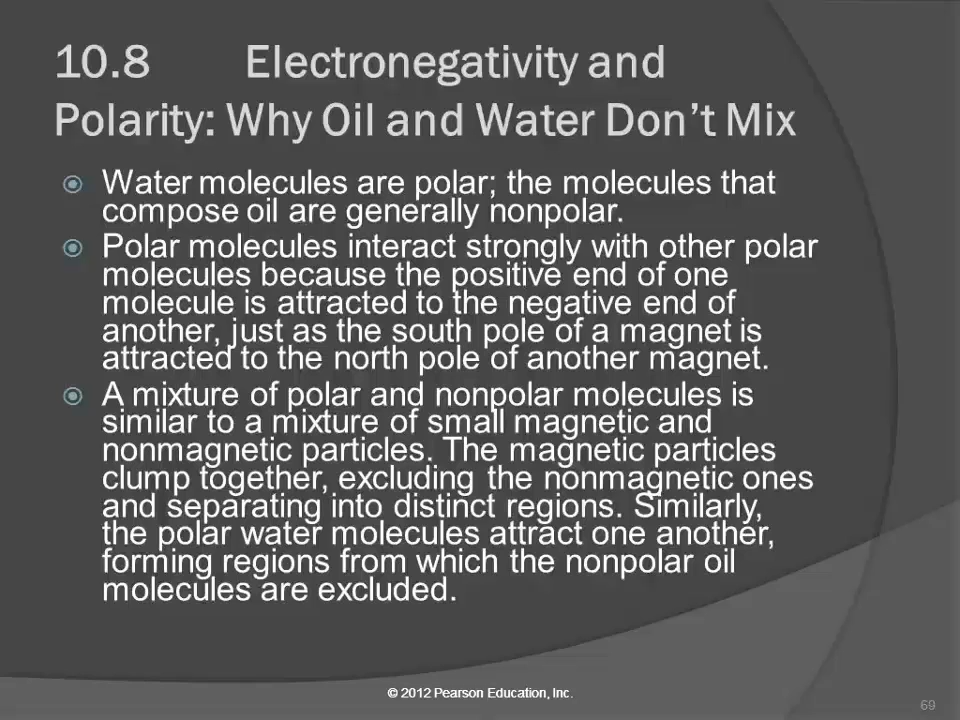 10.8 Electronegativity and
Polarity: Why Oil and Water Don’t Mix
Water molecules are polar; the molecules that
compose oil are generally nonpolar.
Polar molecules interact strongly with other polar
molecules because the positive end of one
molecule is attracted to the negative end of
another, just as the south pole of a magnet is
attracted to the north pole of another magnet.
A mixture of polar and nonpolar molecules is
similar to a mixture of small magnetic and
nonmagnetic particles. The magnetic particles
clump together, excluding the nonmagnetic ones
and separating into distinct regions. Similarly,
the polar water molecules attract one another,
forming regions from which the nonpolar oil
molecules are excluded.
© 2012 Pearson Education, Inc.
69